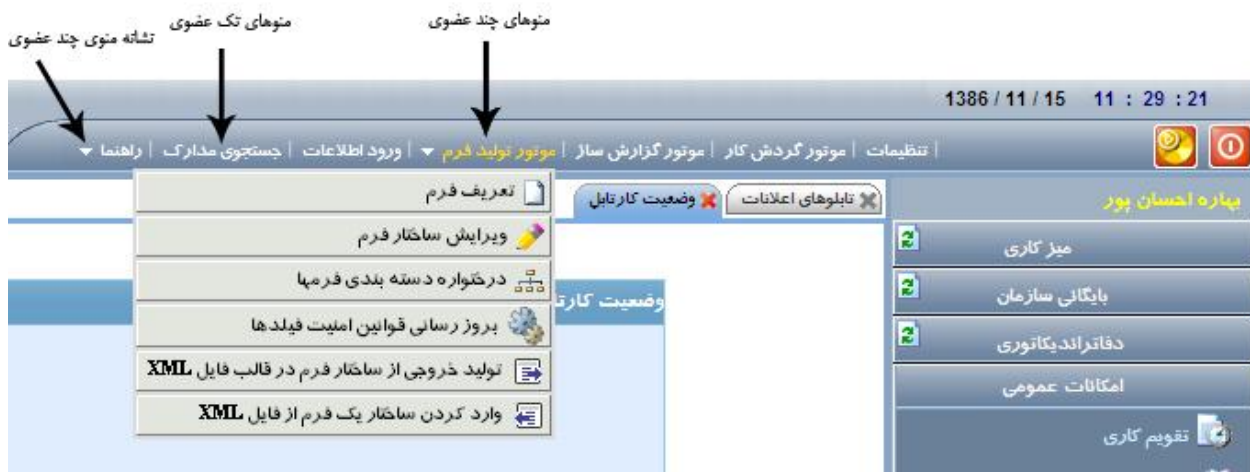 منوهای چند عضوی
منوهای تک عضوی
نشانه منوی چند عضوی
1386 / 11 / 15   11 : 29 : 21
| تنظیمات | موتور گردش کار | موتور گزارش ساز | موتور تولید فرم | ورود اطلاعات | جستجوی مدارک | راهنما
بهاره احسان پور
تابلوهای اعلانات
وضعیت کارتابل
تعریف فرم
ویرایش ساختار فرم
درختواره دسته بندی فرمها
بروز رسانی قوانین امنیت فیلدها
تولید خروجی از ساختار فرم در قالب فایل XML
وارد کردن ساختار یک فرم از فایل XML
وضعیت کارتا
میز کاری
بایگانی سازمان
دفاتراندیکاتوری
امکانات عمومی
تقویم کاری